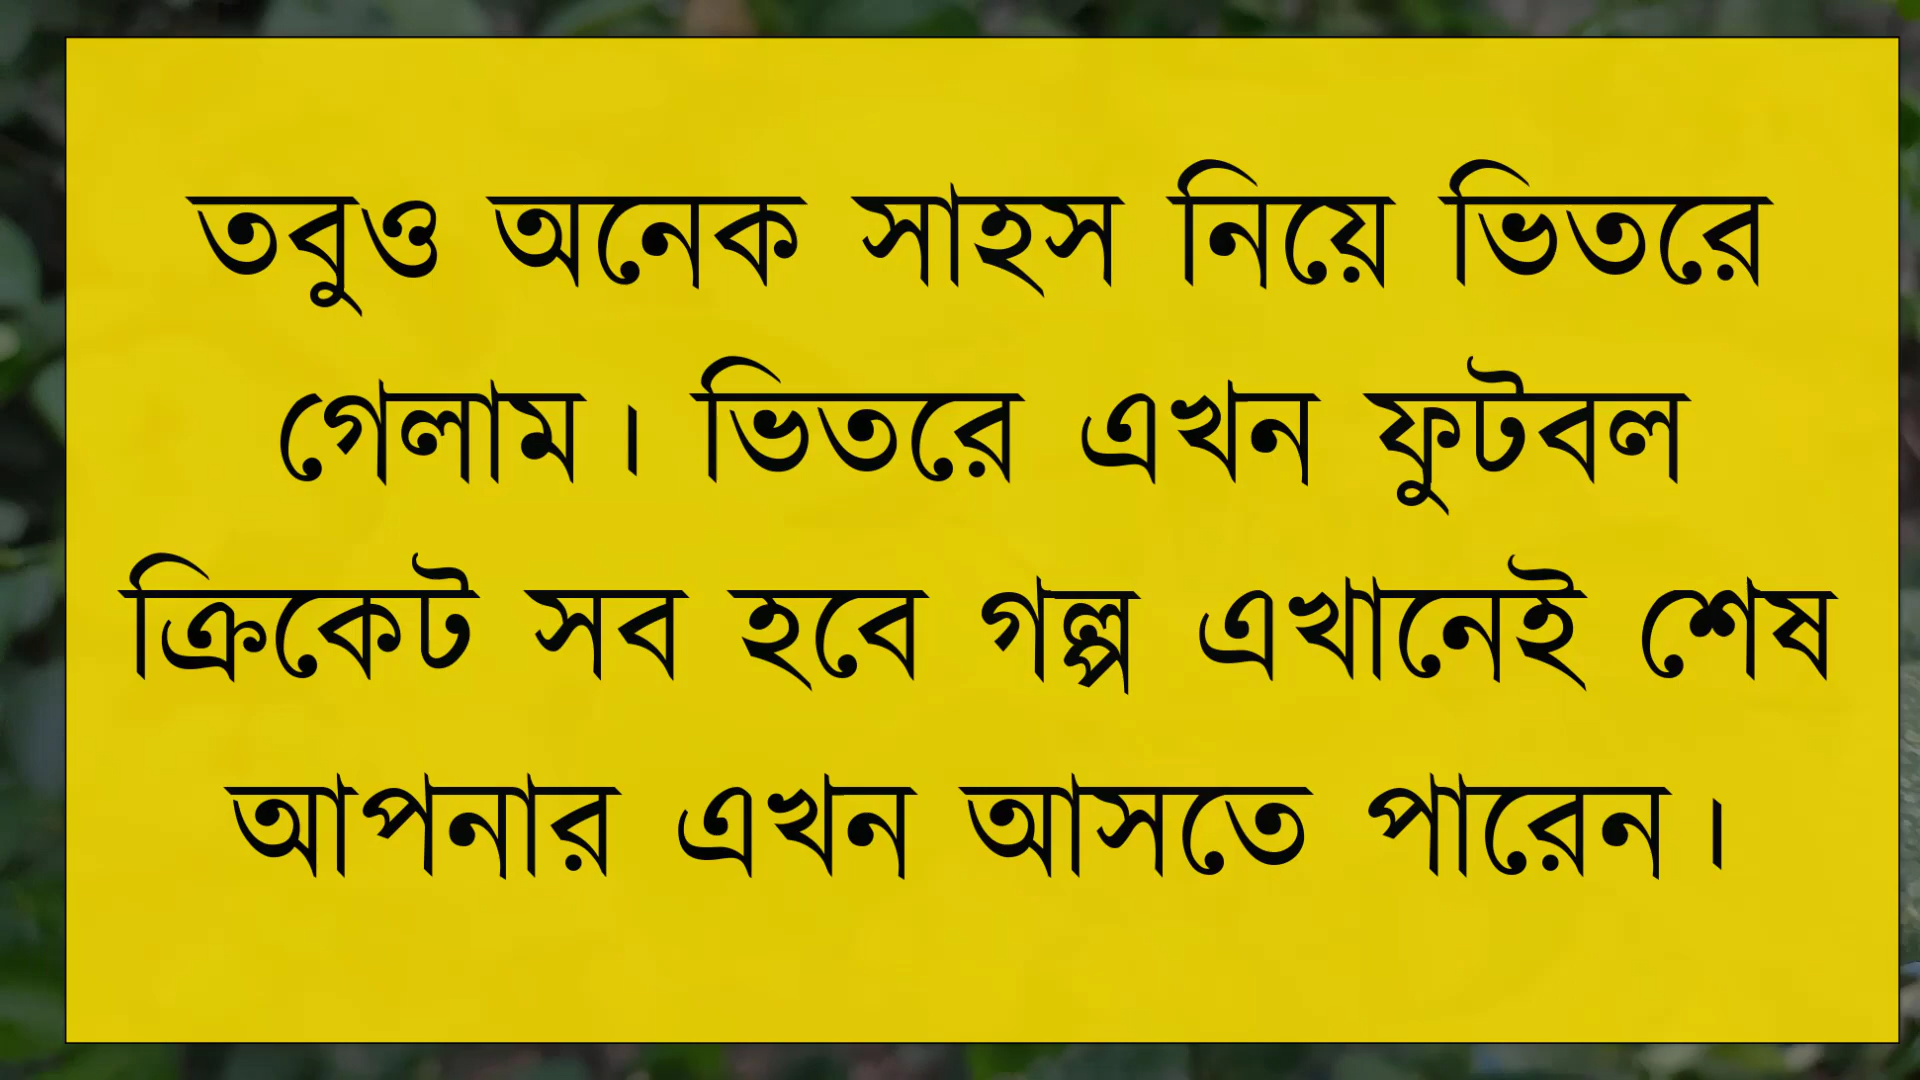 তবুও অনেক সাহস নিয়ে ভিতরে
গেলাম। ভিতরে এখন ফুটবল
ক্রিকেট সব হবে গল্প এখানেই শেষ
আপনার এখন আসতে পারেন।